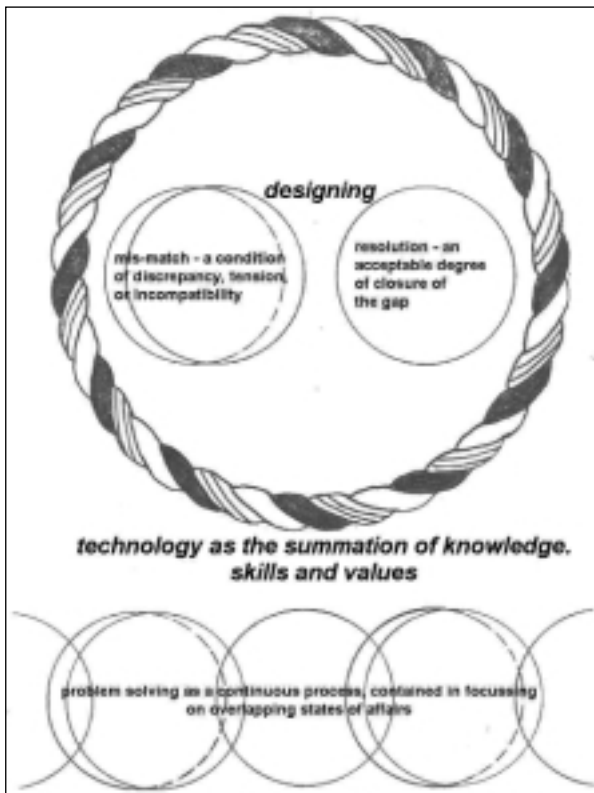 designing
mis-match - a condition
of discrepancy, tension,
or incompatibility
resolution - an
acceptable degree
of closure of
the gap
technology as the summation of knowledge.
skills and values
problem solving as a continuous process, contained in focussing
on overlapping states of affairs